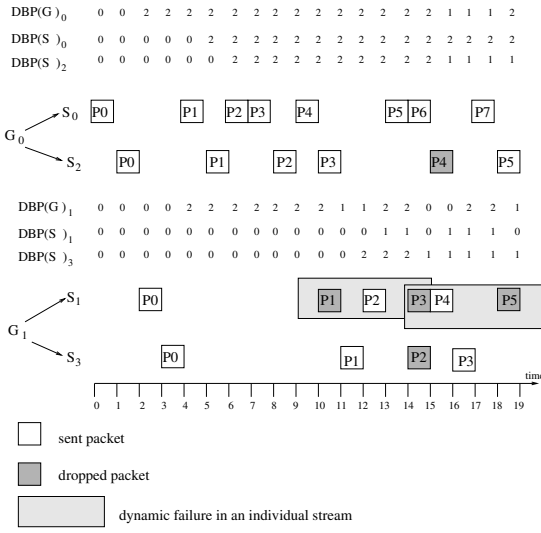 DBP(G)0 0 0 2 2 2 2 2 2 2 2 2 2 2 2 2 2 1 1 1 2
DBP(S)0 0 0 0 0 0 2 2 2 2 2 2 2 2 2 2 2 2 2 2 2
DBP(S)2 0 0 0 0 0 0 2 2 2 2 2 2 2 2 2 2 1 1 1 1
S0 P0 P1 P2 P3 P4 P5 P6 P7
G0
S2 P0 P1 P2 P3 P4 P5
DBP(G)1 0 0 0 0 2 2 2 2 2 2 2 1 1 2 2 0 0 2 2 1
DBP(S)1 0 0 0 0 0 0 0 0 0 0 0 0 0 1 1 0 1 1 1 0
DBP(S)3 0 0 0 0 0 0 0 0 0 0 0 0 2 2 2 1 1 1 1 1
S1 P0 P1 P2 P3 P4 P5
G1
S3 P0 P1 P2 P3
time
0 1 2 3 4 5 6 7 8 9 10 11 12 13 14 15 16 17 18 19
sent packet
dropped packet
dynamic failure in an individual stream